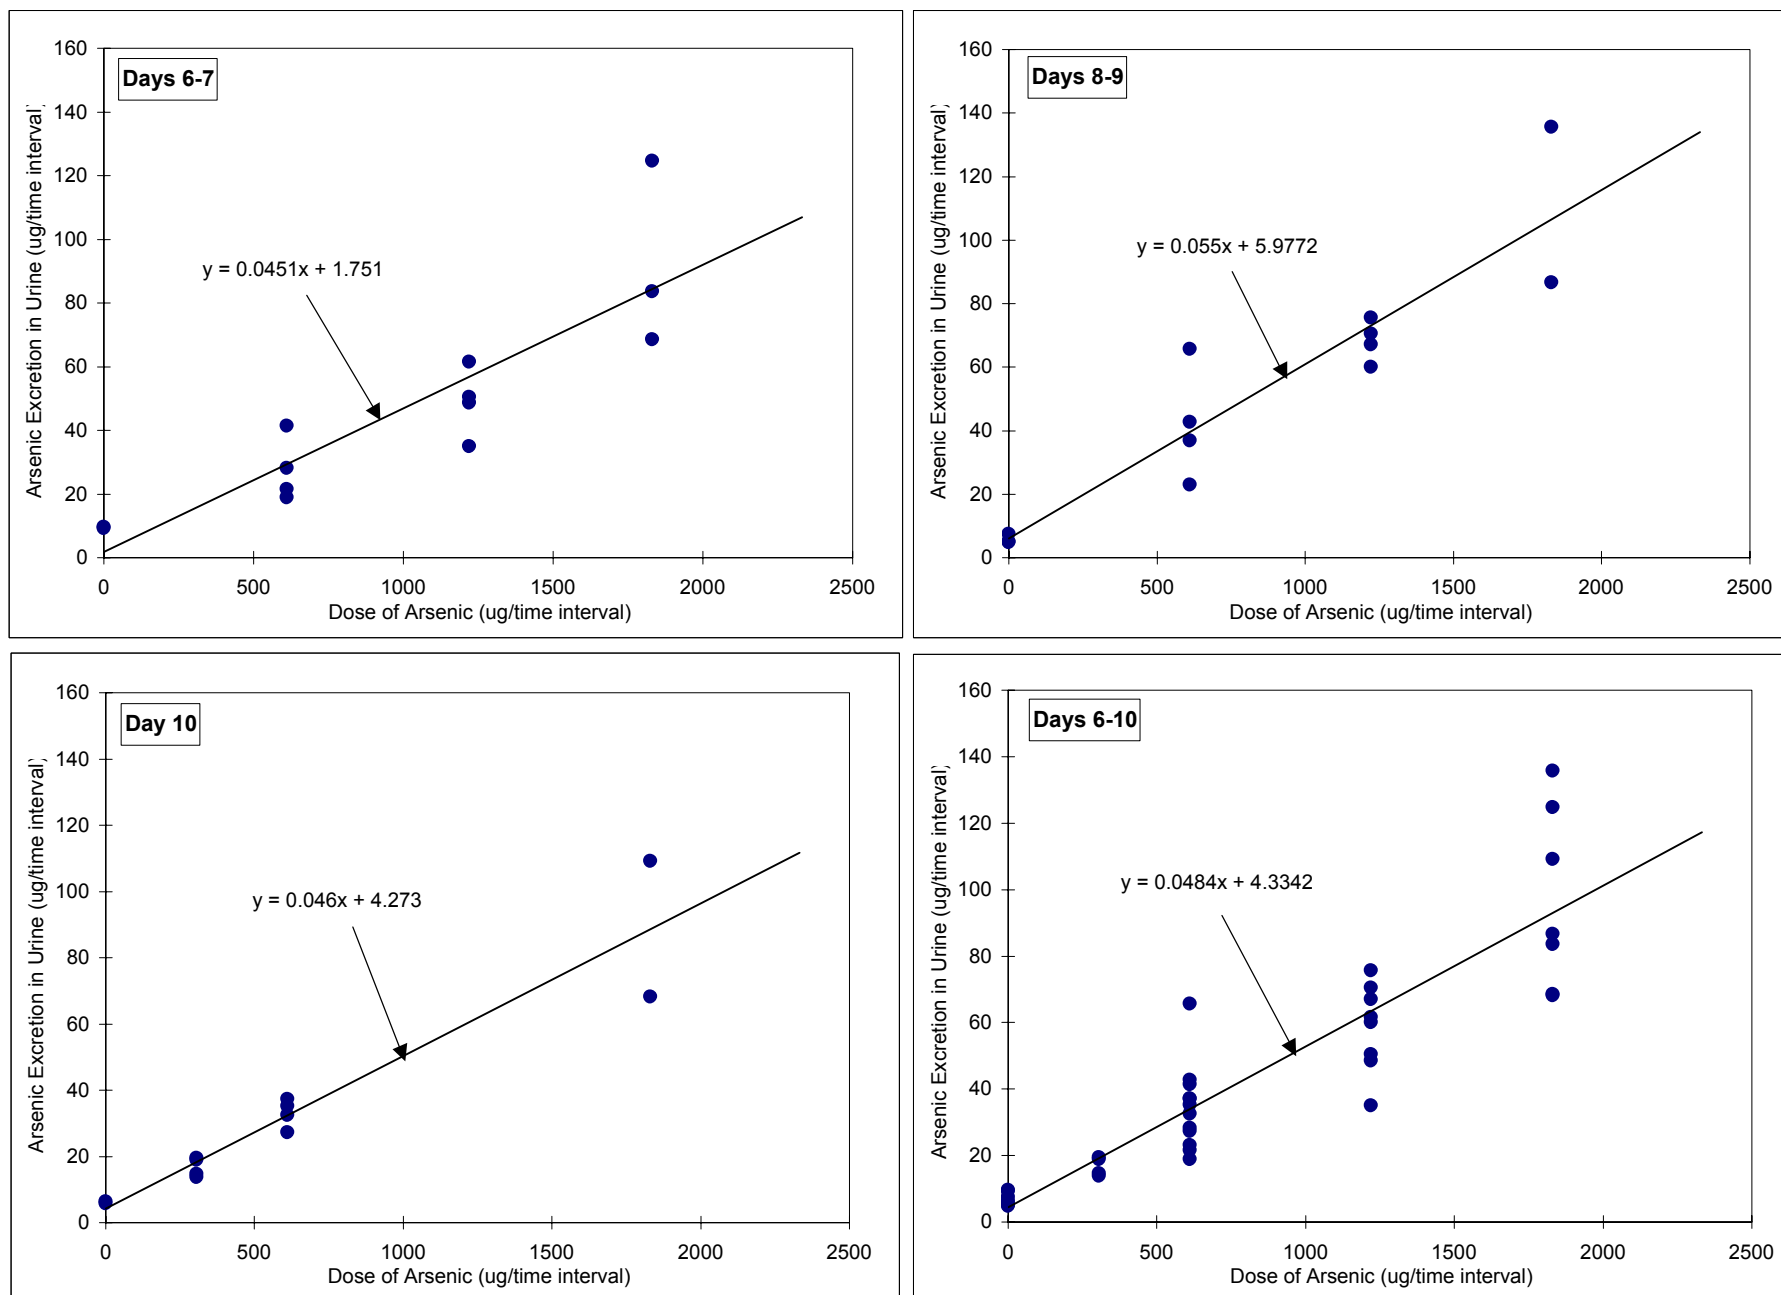 Days 6-7
Arsenic Excretion in Urine (ug/time interval)
160
140
120
100
80
60
40
20
0
y = 0.0451x + 1.751
0 500 1000 1500 2000 2500
Dose of Arsenic (ug/time interval)
Days 8-9
Arsenic Excretion in Urine (ug/time interval)
160
140
120
100
80
60
40
20
0
y = 0.055x + 5.9772
0 500 1000 1500 2000 2500
Dose of Arsenic (ug/time interval)
Day 10
Arsenic Excretion in Urine (ug/time interval)
160
140
120
100
80
60
40
20
0
y = 0.046x + 4.273
0 500 1000 1500 2000 2500
Dose of Arsenic (ug/time interval)
Days 6-10
Arsenic Excretion in Urine (ug/time interval)
160
140
120
100
80
60
40
20
0
y = 0.0484x + 4.3342
0 500 1000 1500 2000 2500
Dose of Arsenic (ug/time interval)